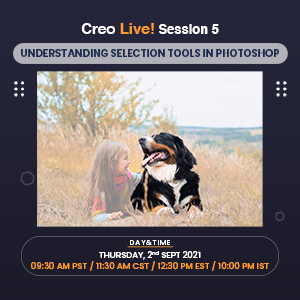 Creo Live! Session 5
UNDERSTANDING SELECTION TOOLS IN PHOTOSHOP
DAY&TIME
THURSDAY, 2nd SEPT 2021
09:30 AM PST / 11:30 AM CST / 12:30 PM EST / 10:00 PM IST